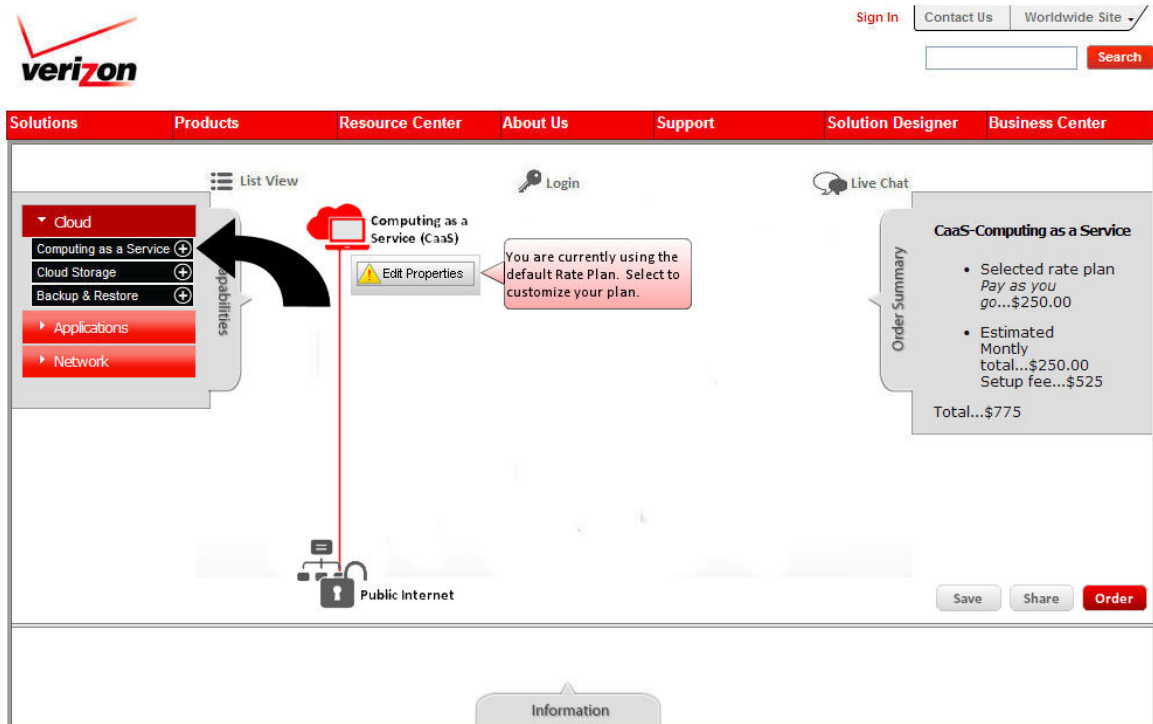 Sign In
Contact Us
Worldwide Site
verizon
Search
Solutions
Products
Resource Center
About Us
Support
Solution Designer
Business Center
List View
Login
Live Chat
Cloud
Computing as a Service
Cloud Storage
Backup & Restore
Applications
Network
apabilities
Computing as a
Service (CaaS)
Edit Properties
You are currently using the
default Rate Plan. Select to
customize your plan.
Order Summary
CaaS-Computing as a Service
• Selected rate plan
Pay as you
go...$250.00
• Estimated
Montly
total...$250.00
Setup fee...$525
Total...$775
Public Internet
Save
Share
Order
Information